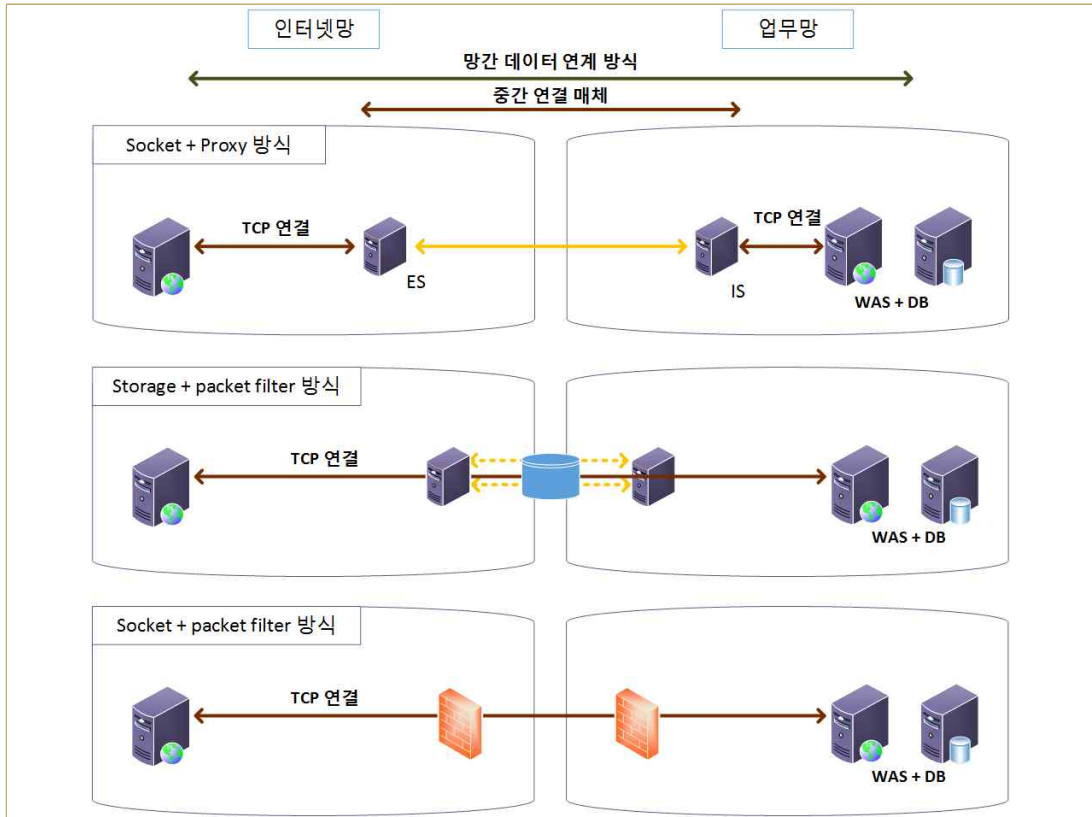 인터넷망
업무망
망간 데이터 연계 방식
중간 연결 매체
Socket + Proxy 방식
TCP 연결
TCP 연결
ES
IS
WAS + DB
Storage + packet filter 방식
TCP 연결
WAS + DB
Socket + packet filter 방식
TCP 연결
WAS + DB